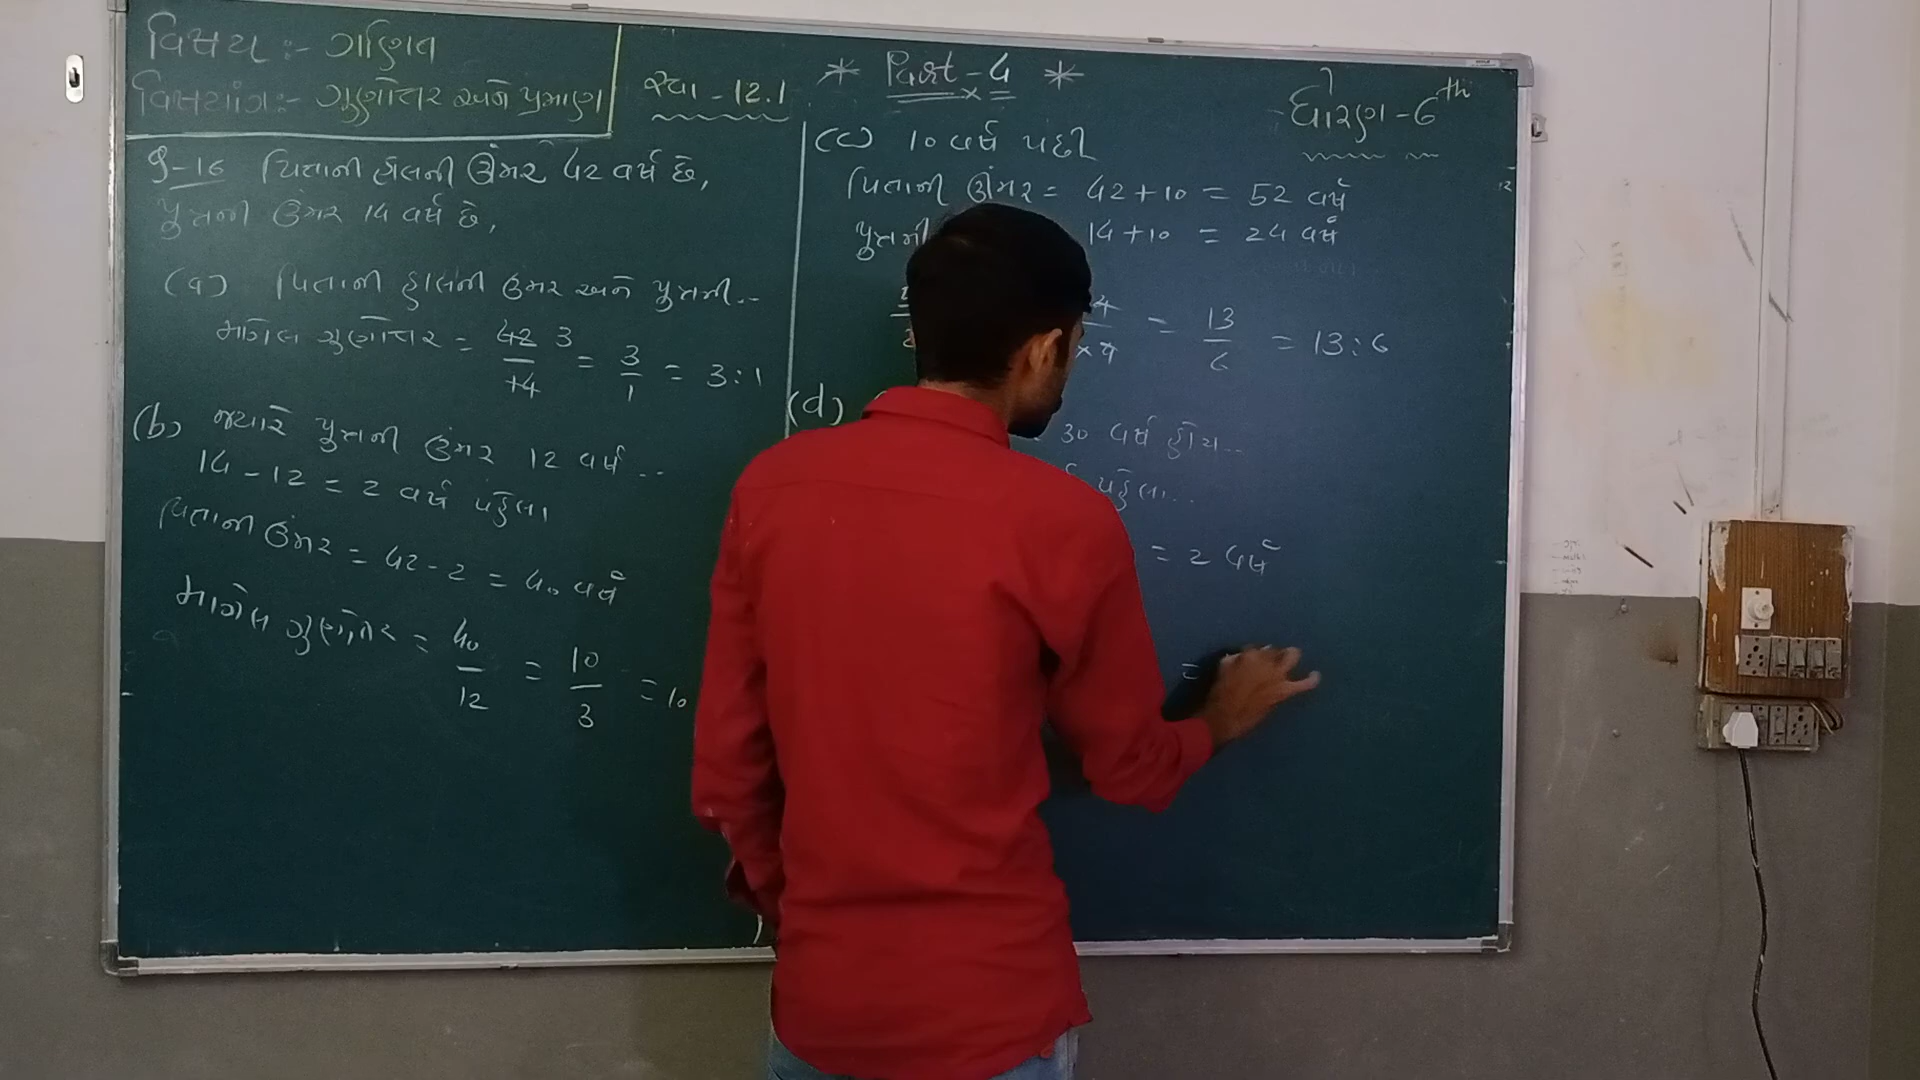 વિષય :- ગણિત
વિષયાંગ :- ગુણોત્તર અને પ્રમાણ
સ્વા - 12.1
* Part - 4 *
ધોરણ - 6th
પ્ર-16 પિતાની હાલની ઊંમર 42 વર્ષ છે,
પુત્રની ઉંમર 14 વર્ષ છે,
(a) પિતાની હાલની ઉંમર અને પુત્રની..
માંગેલ ગુણોત્તર = 42 3 / 14 = 3/1 = 3:1
(b) જ્યારે પુત્રની ઉંમર 12 વર્ષ ..
14 - 12 = 2 વર્ષ પહેલા
પિતાની ઉંમર = 42 - 2 = 40 વર્ષ
માંગેલ ગુણોત્તર = 40/12 = 10/3 = 10
(c) 10 વર્ષ પછી
પિતાની ઊંમર = 42 + 10 = 52 વર્ષ
પુત્રની 14 + 10 = 24 વર્ષ
= 13/6 = 13:6
(d) 30 વર્ષ હોય..
પહેલા...
= 2 વર્ષ
=